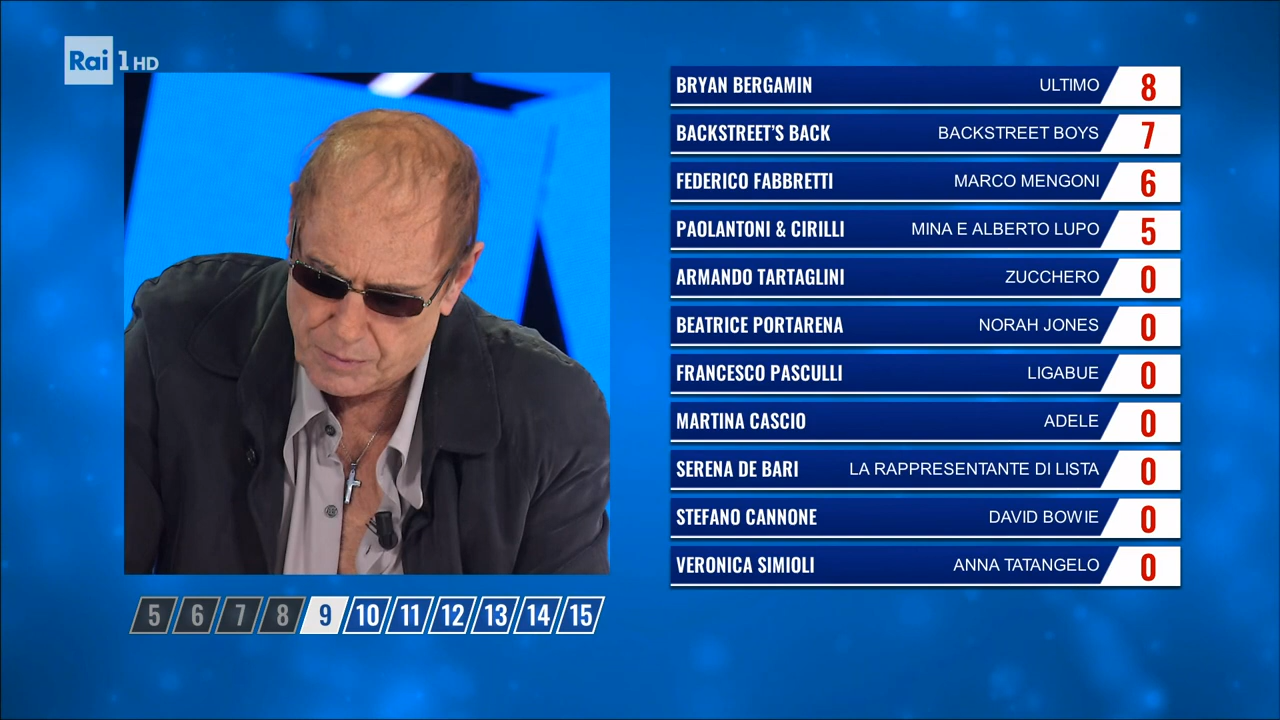 Rai 1 HD
BRYAN BERGAMIN ULTIMO 8
BACKSTREET'S BACK BACKSTREET BOYS 7
FEDERICO FABBRETTI MARCO MENGONI 6
PAOLANTONI & CIRILLI MINA E ALBERTO LUPO 5
ARMANDO TARTAGLINI ZUCCHERO 0
BEATRICE PORTARENA NORAH JONES 0
FRANCESCO PASCULLI LIGABUE 0
MARTINA CASCIO ADELE 0
SERENA DE BARI LA RAPPRESENTANTE DI LISTA 0
STEFANO CANNONE DAVID BOWIE 0
VERONICA SIMIOLI ANNA TATANGELO 0
5 6 7 8 9 10 11 12 13 14 15